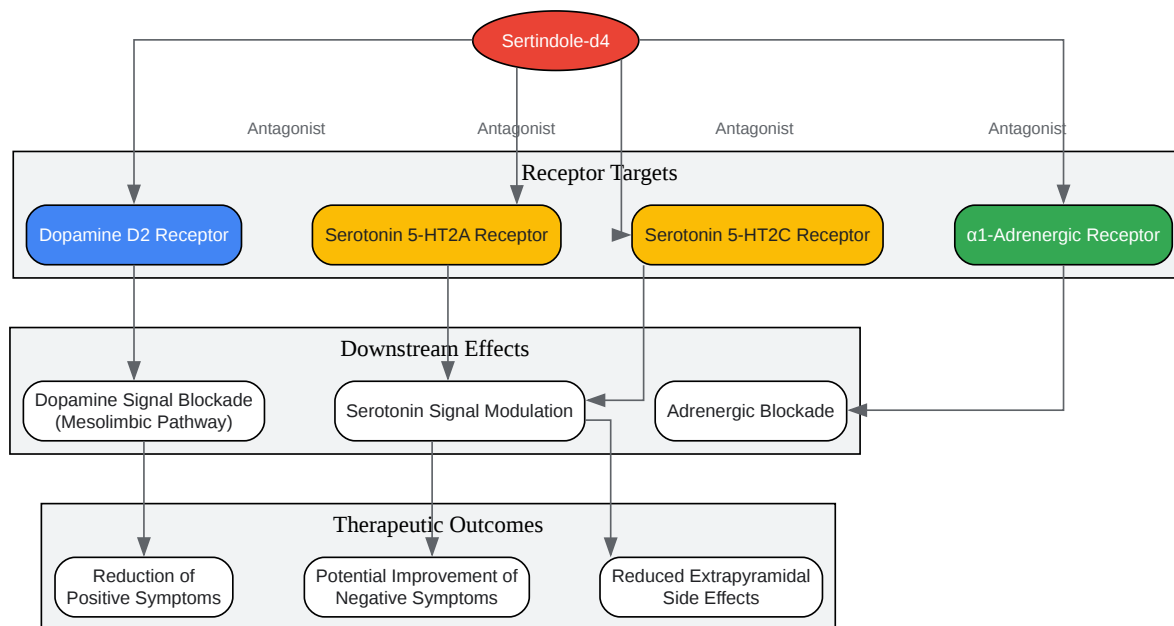 Sertindole-d4
Antagonist
Antagonist
Antagonist
Antagonist
Receptor Targets
Dopamine D2 Receptor
Serotonin 5-HT2A Receptor
Serotonin 5-HT2C Receptor
α1-Adrenergic Receptor
Downstream Effects
Dopamine Signal Blockade
(Mesolimbic Pathway)
Serotonin Signal Modulation
Adrenergic Blockade
Therapeutic Outcomes
Reduction of
Positive Symptoms
Potential Improvement of
Negative Symptoms
Reduced Extrapyramidal
Side Effects